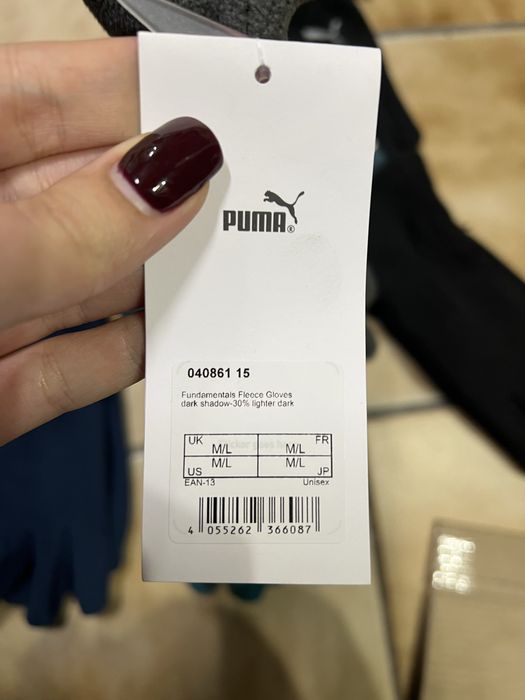 PUMA®
040861 15
Fundamentals Fleece Gloves
dark shadow-30% lighter dark
UK M/L M/L FR
US M/L M/L JP
EAN-13 Unisex
4 055262 366087